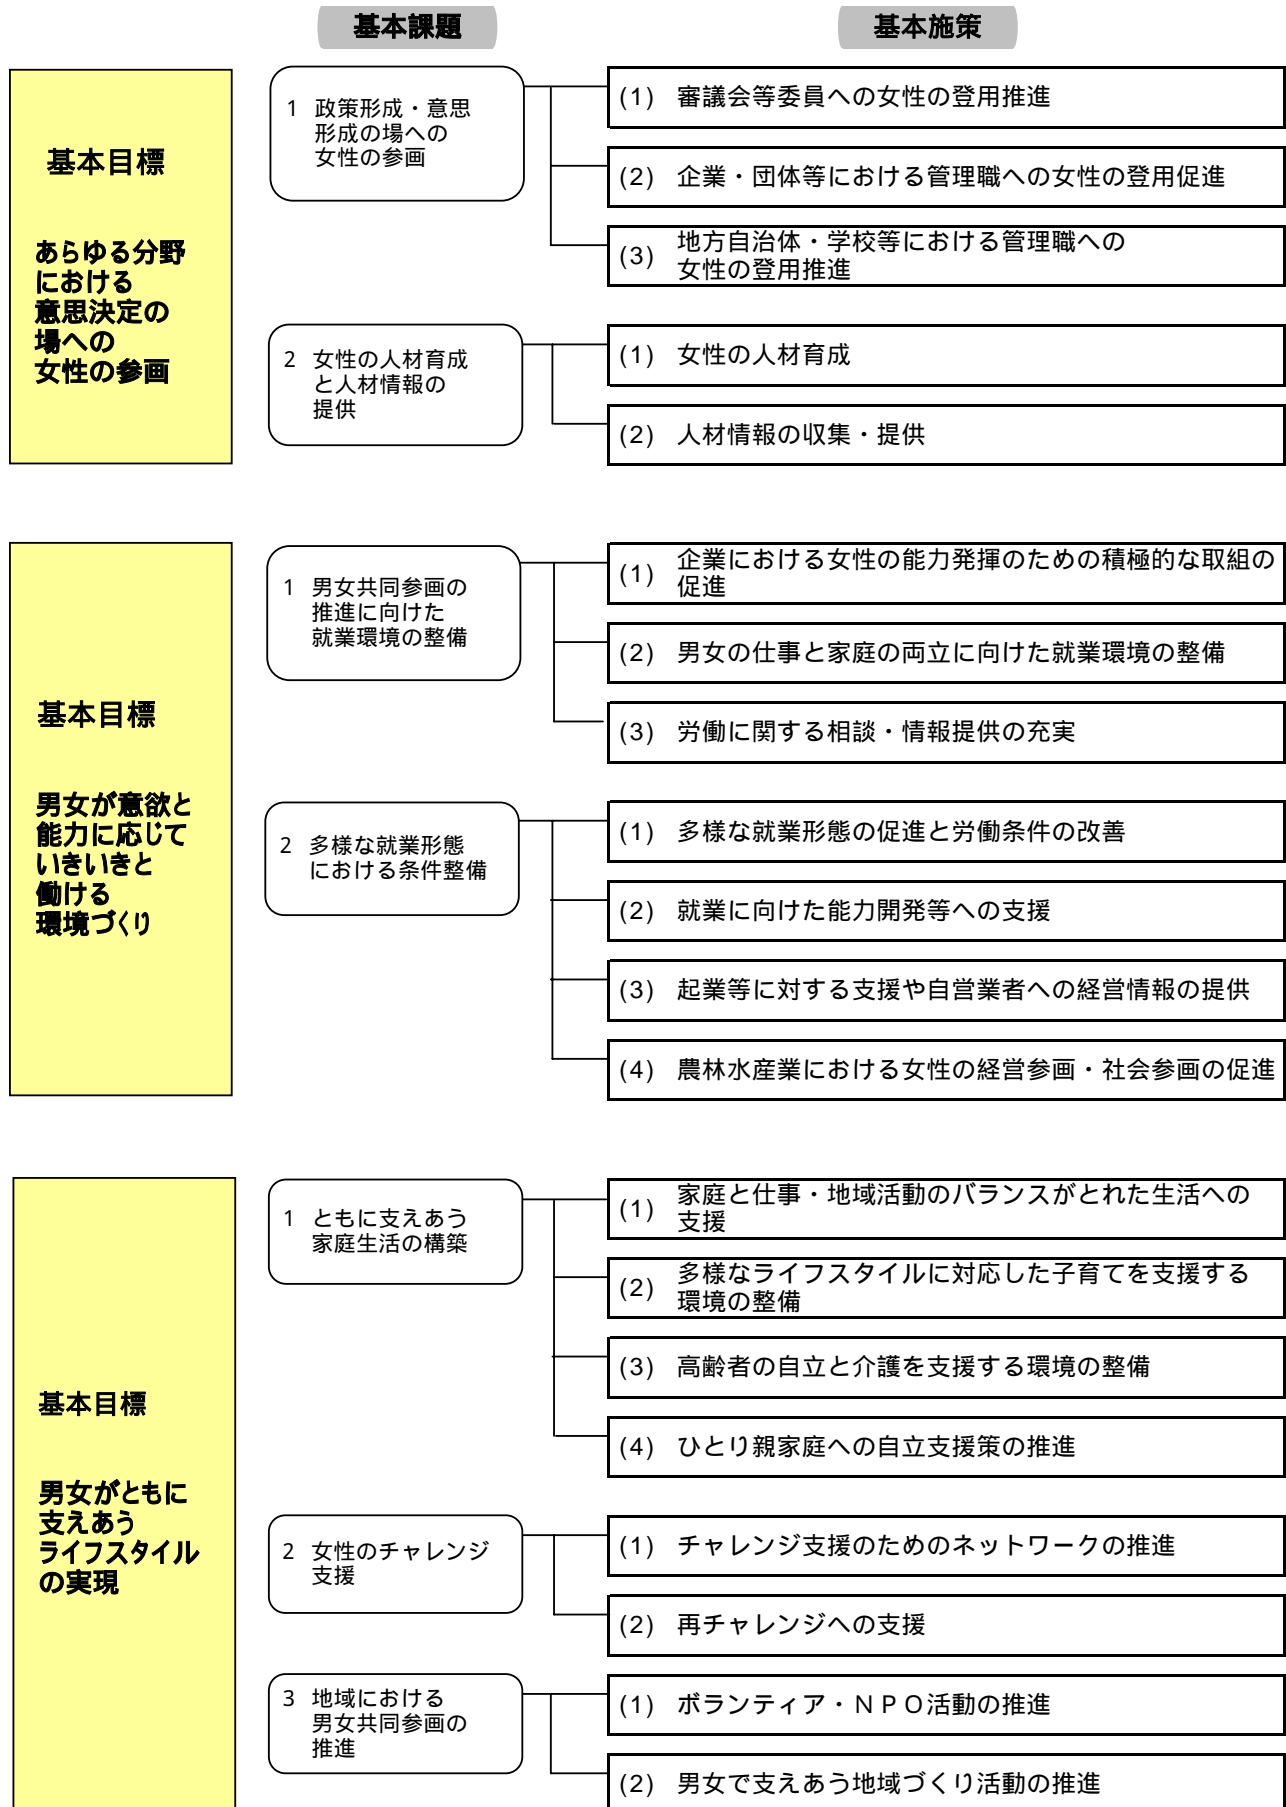 基本課題
基本施策
基本目標
あらゆる分野
における
意思決定の
場への
女性の参画
1 政策形成・意思
形成の場への
女性の参画
(1) 審議会等委員への女性の登用推進
(2) 企業・団体等における管理職への女性の登用促進
(3) 地方自治体・学校等における管理職への
女性の登用推進
2 女性の人材育成
と人材情報の
提供
(1) 女性の人材育成
(2) 人材情報の収集・提供
基本目標
男女が意欲と
能力に応じて
いきいきと
働ける
環境づくり
1 男女共同参画の
推進に向けた
就業環境の整備
(1) 企業における女性の能力発揮のための積極的な取組の
促進
(2) 男女の仕事と家庭の両立に向けた就業環境の整備
(3) 労働に関する相談・情報提供の充実
2 多様な就業形態
における条件整備
(1) 多様な就業形態の促進と労働条件の改善
(2) 就業に向けた能力開発等への支援
(3) 起業等に対する支援や自営業者への経営情報の提供
(4) 農林水産業における女性の経営参画・社会参画の促進
基本目標
男女がともに
支えあう
ライフスタイル
の実現
1 ともに支えあう
家庭生活の構築
(1) 家庭と仕事・地域活動のバランスがとれた生活への
支援
(2) 多様なライフスタイルに対応した子育てを支援する
環境の整備
(3) 高齢者の自立と介護を支援する環境の整備
(4) ひとり親家庭への自立支援策の推進
2 女性のチャレンジ
支援
(1) チャレンジ支援のためのネットワークの推進
(2) 再チャレンジへの支援
3 地域における
男女共同参画の
推進
(1) ボランティア・ＮＰＯ活動の推進
(2) 男女で支えあう地域づくり活動の推進